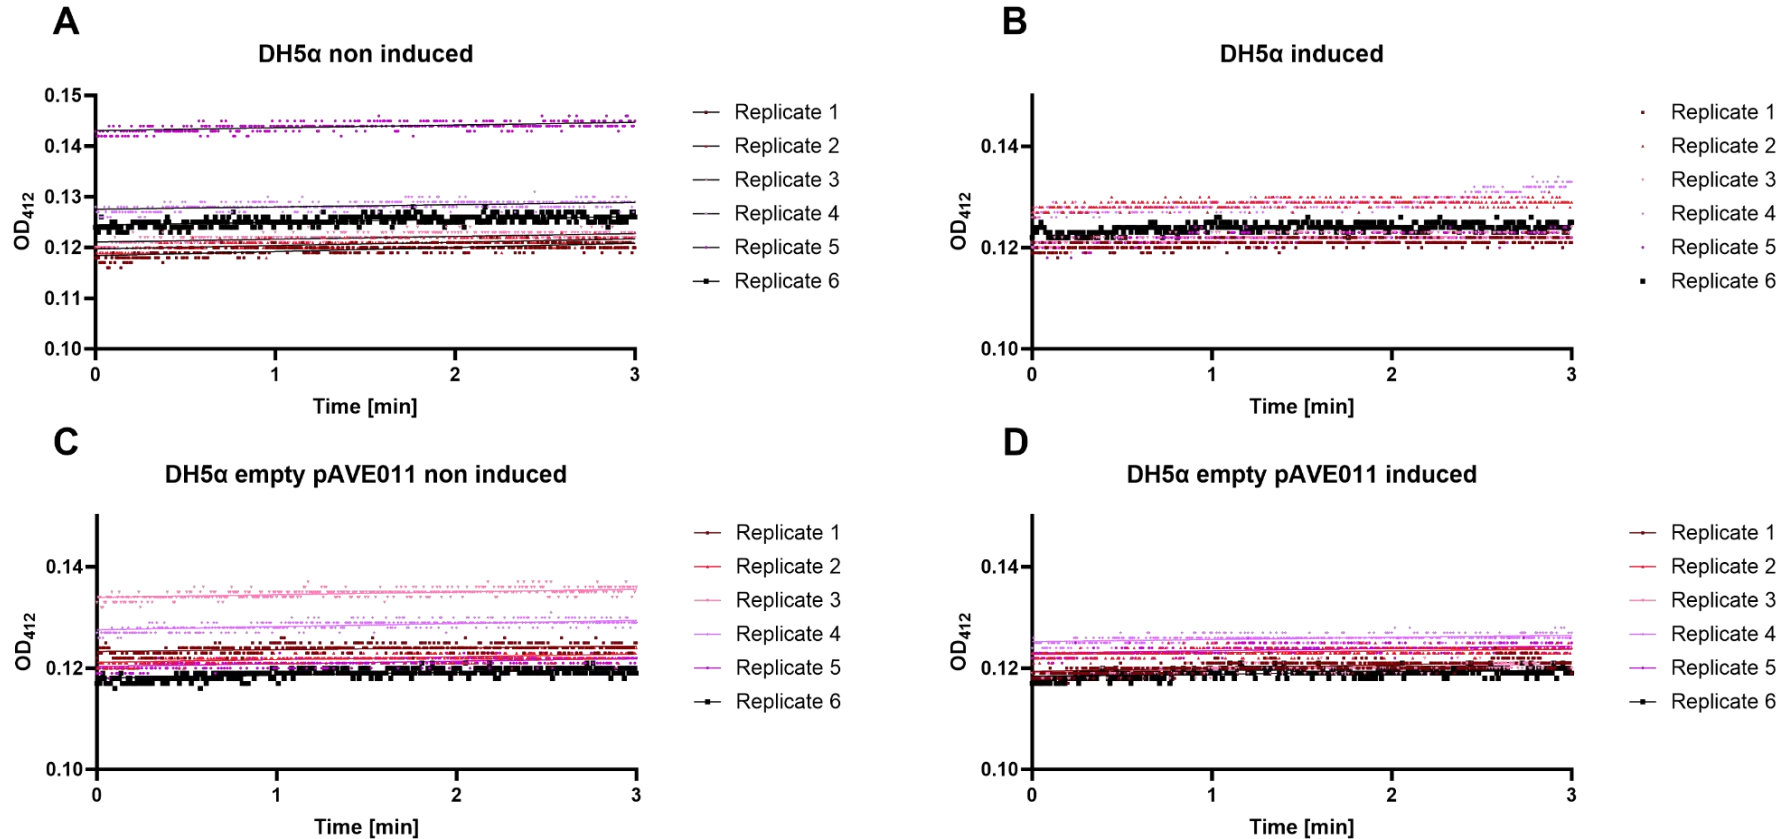 A
DH5α non induced
OD412
0.15
0.14
0.13
0.12
0.11
0.10
0
1
2
3
Time [min]
Replicate 1
Replicate 2
Replicate 3
Replicate 4
Replicate 5
Replicate 6
B
DH5α induced
OD412
0.14
0.12
0.10
0
1
2
3
Time [min]
Replicate 1
Replicate 2
Replicate 3
Replicate 4
Replicate 5
Replicate 6
C
DH5α empty pAVE011 non induced
OD412
0.14
0.12
0.10
0
1
2
3
Time [min]
Replicate 1
Replicate 2
Replicate 3
Replicate 4
Replicate 5
Replicate 6
D
DH5α empty pAVE011 induced
OD412
0.14
0.12
0.10
0
1
2
3
Time [min]
Replicate 1
Replicate 2
Replicate 3
Replicate 4
Replicate 5
Replicate 6